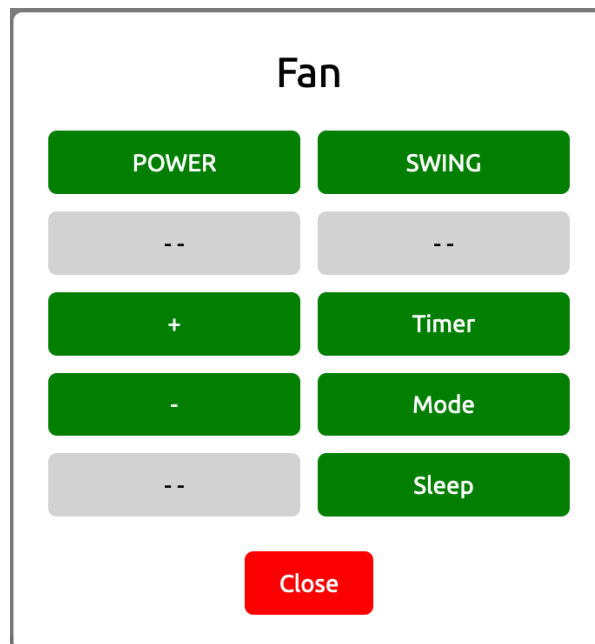 Fan
POWER SWING
-- --
+ Timer
- Mode
-- Sleep
Close